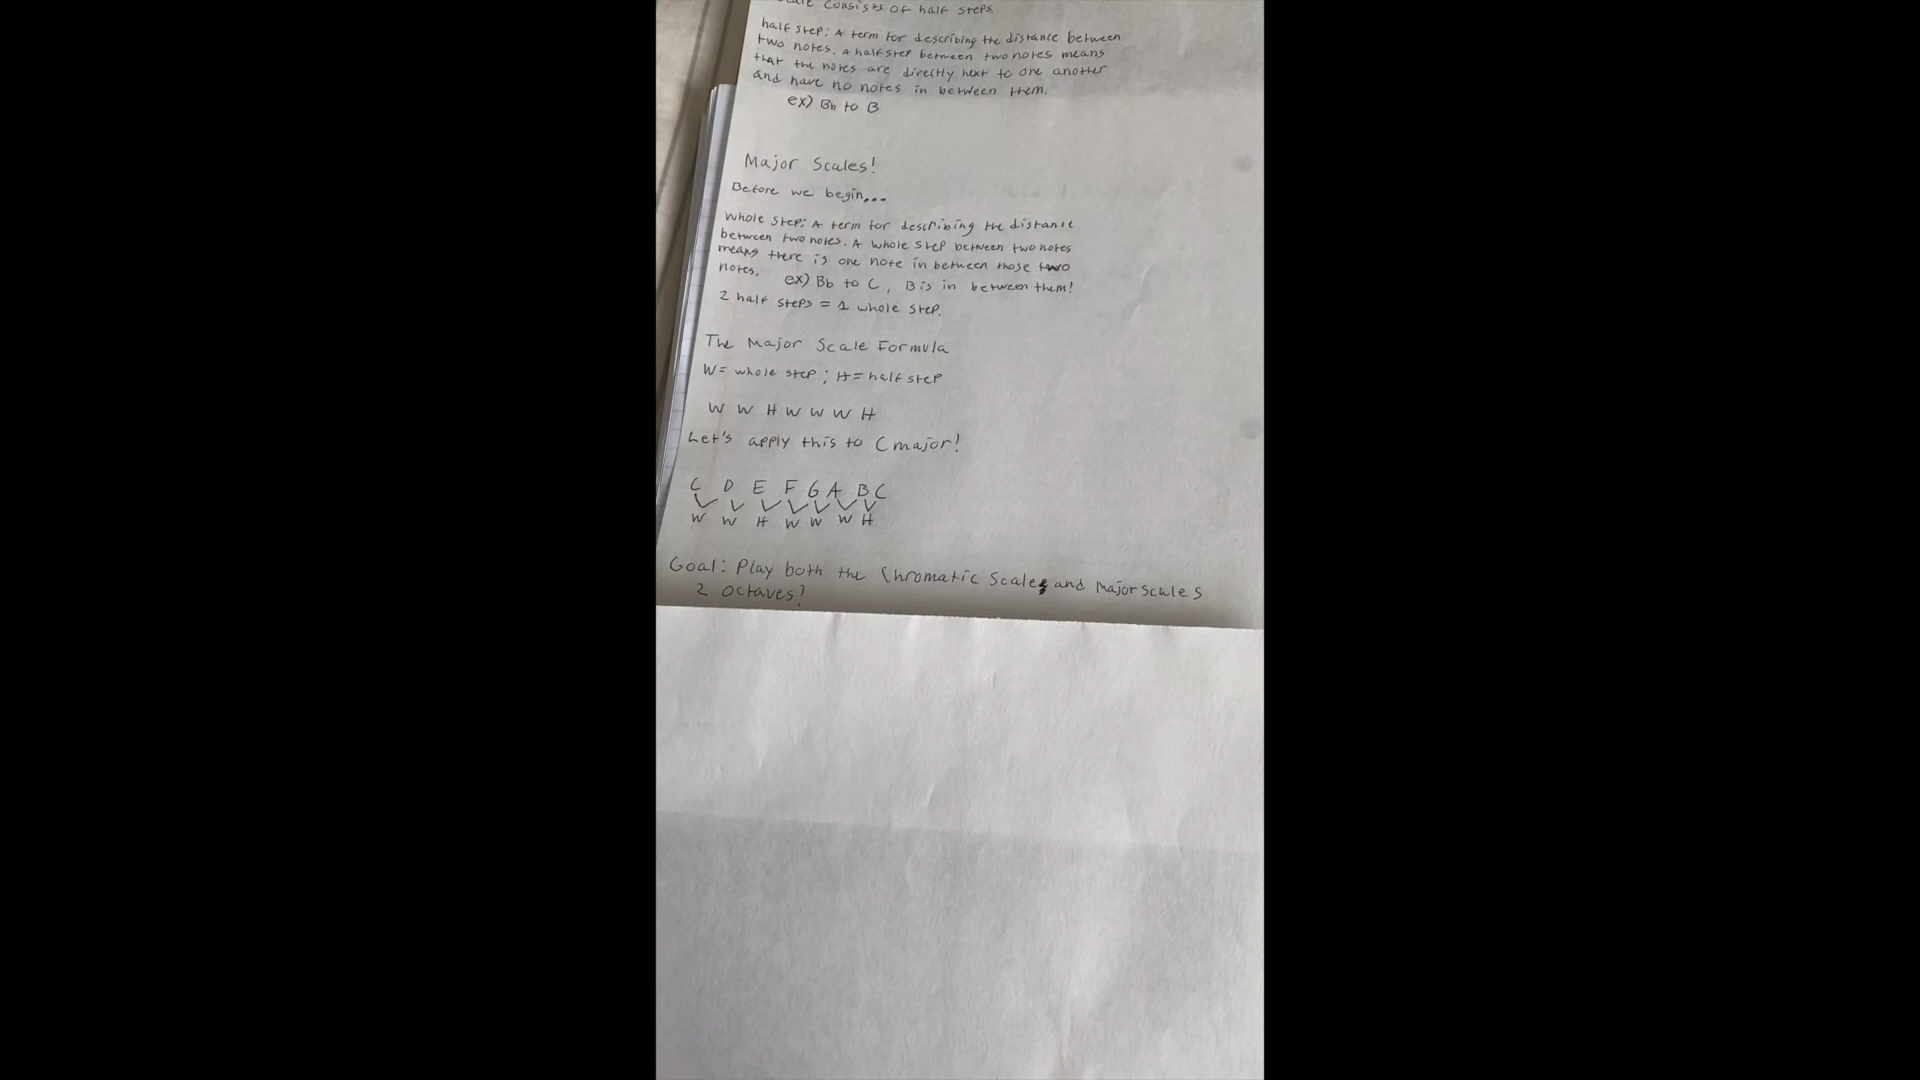 consists of half steps.
half step: A term for describing the distance between
two notes. A half step between two notes means
that the notes are directly next to one another
and have no notes in between them.
ex) Bb to B
Major Scales!
Before we begin...
whole step: A term for describing the distance
between two notes. A whole step between two notes
means there is one note in between those two
notes.
ex) Bb to C, B is in between them!
2 half steps = 1 whole step.
The Major Scale Formula
W= whole step ; H= half step
W W H W W W H
Let's apply this to C major!
C D E F G A B C
W W H W W W H
Goal: Play both the Chromatic Scale and Major scales
2 octaves?